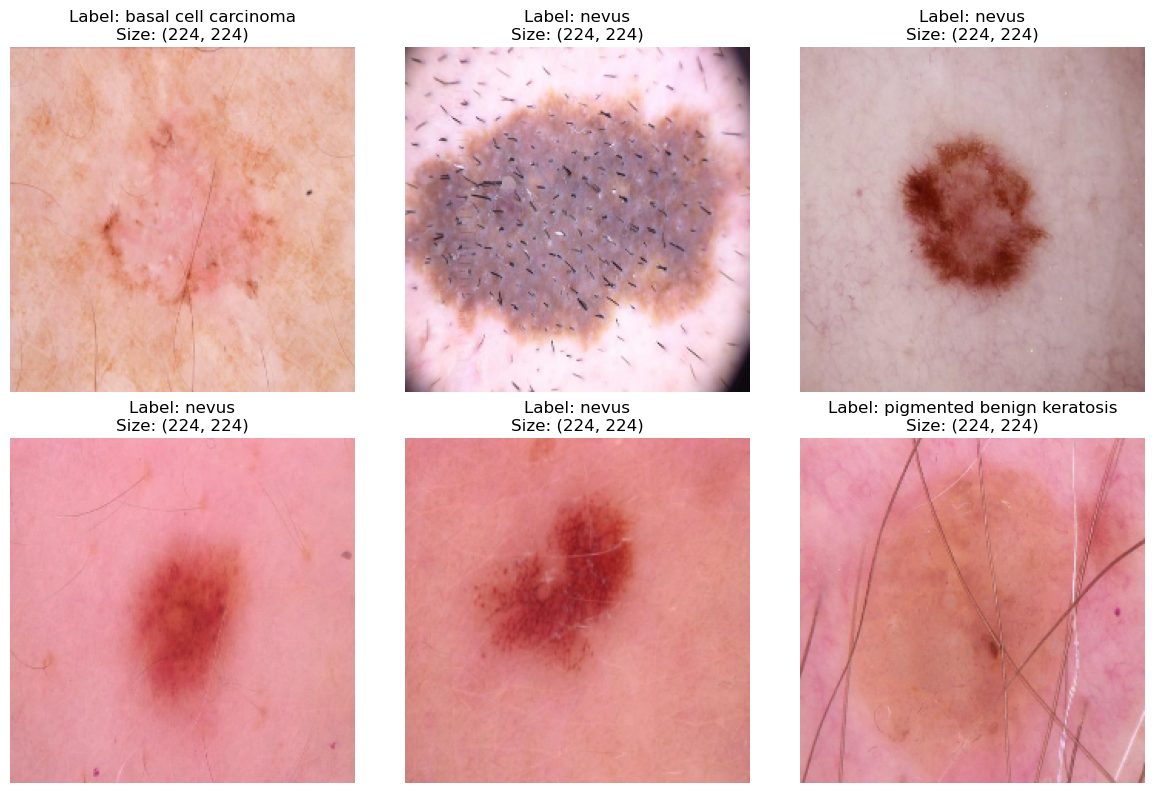 Label: basal cell carcinoma
Size: (224, 224)
Label: nevus
Size: (224, 224)
Label: nevus
Size: (224, 224)
Label: nevus
Size: (224, 224)
Label: nevus
Size: (224, 224)
Label: pigmented benign keratosis
Size: (224, 224)